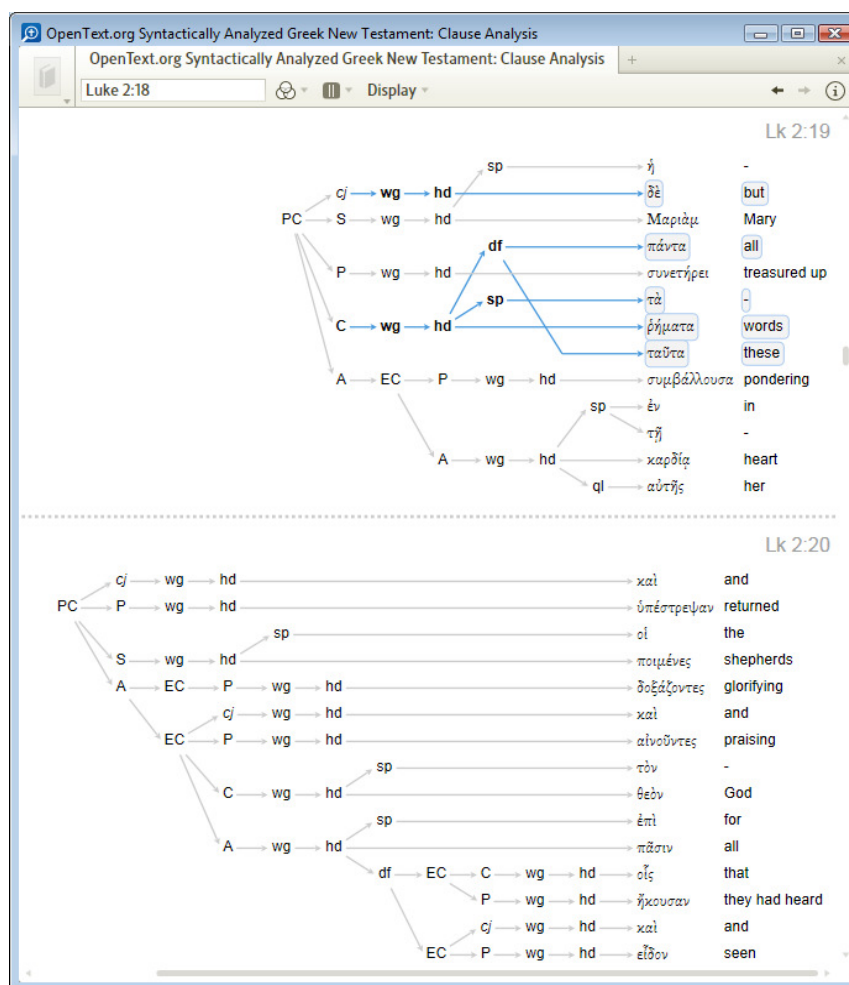 OpenText.org Syntactically Analyzed Greek New Testament: Clause Analysis
OpenText.org Syntactically Analyzed Greek New Testament: Clause Analysis
Luke 2:18 Display
Lk 2:19
sp ἡ -
cj wg hd δὲ but
PC S wg hd Μαριὰμ Mary
df πάντα all
P wg hd συνετήρει treasured up
sp τὰ -
C wg hd ῥήματα words
ταῦτα these
A EC P wg hd συμβάλλουσα pondering
sp ἐν in
τῇ -
A wg hd καρδίᾳ heart
ql αὐτῆς her
Lk 2:20
cj wg hd καὶ and
PC P wg hd ὑπέστρεψαν returned
sp οἱ the
S wg hd ποιμένες shepherds
A EC P wg hd δοξάζοντες glorifying
cj wg hd καὶ and
EC P wg hd αἰνοῦντες praising
sp τὸν -
C wg hd θεὸν God
sp ἐπὶ for
A wg hd πᾶσιν all
df EC C wg hd οἷς that
P wg hd ἤκουσαν they had heard
cj wg hd καὶ and
EC P wg hd εἶδον seen